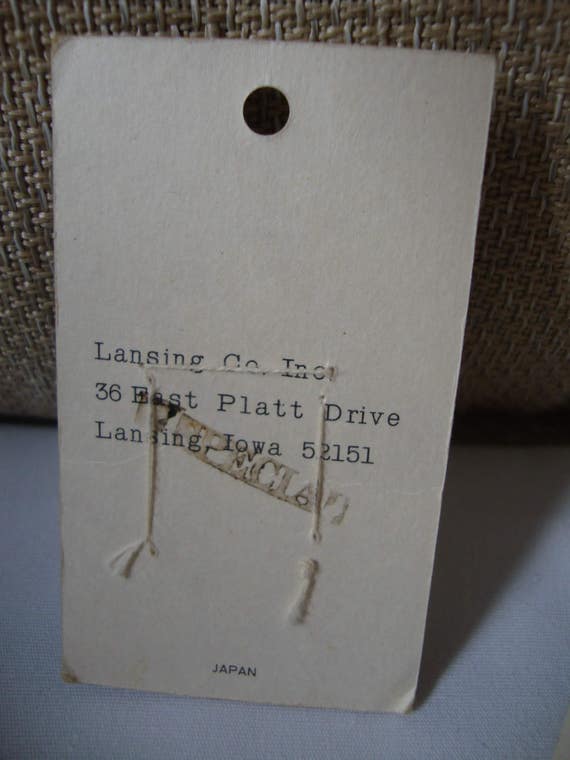 Lansing Co. Inc.
36 East Platt Drive
Lansing, Iowa 52151
JAPAN